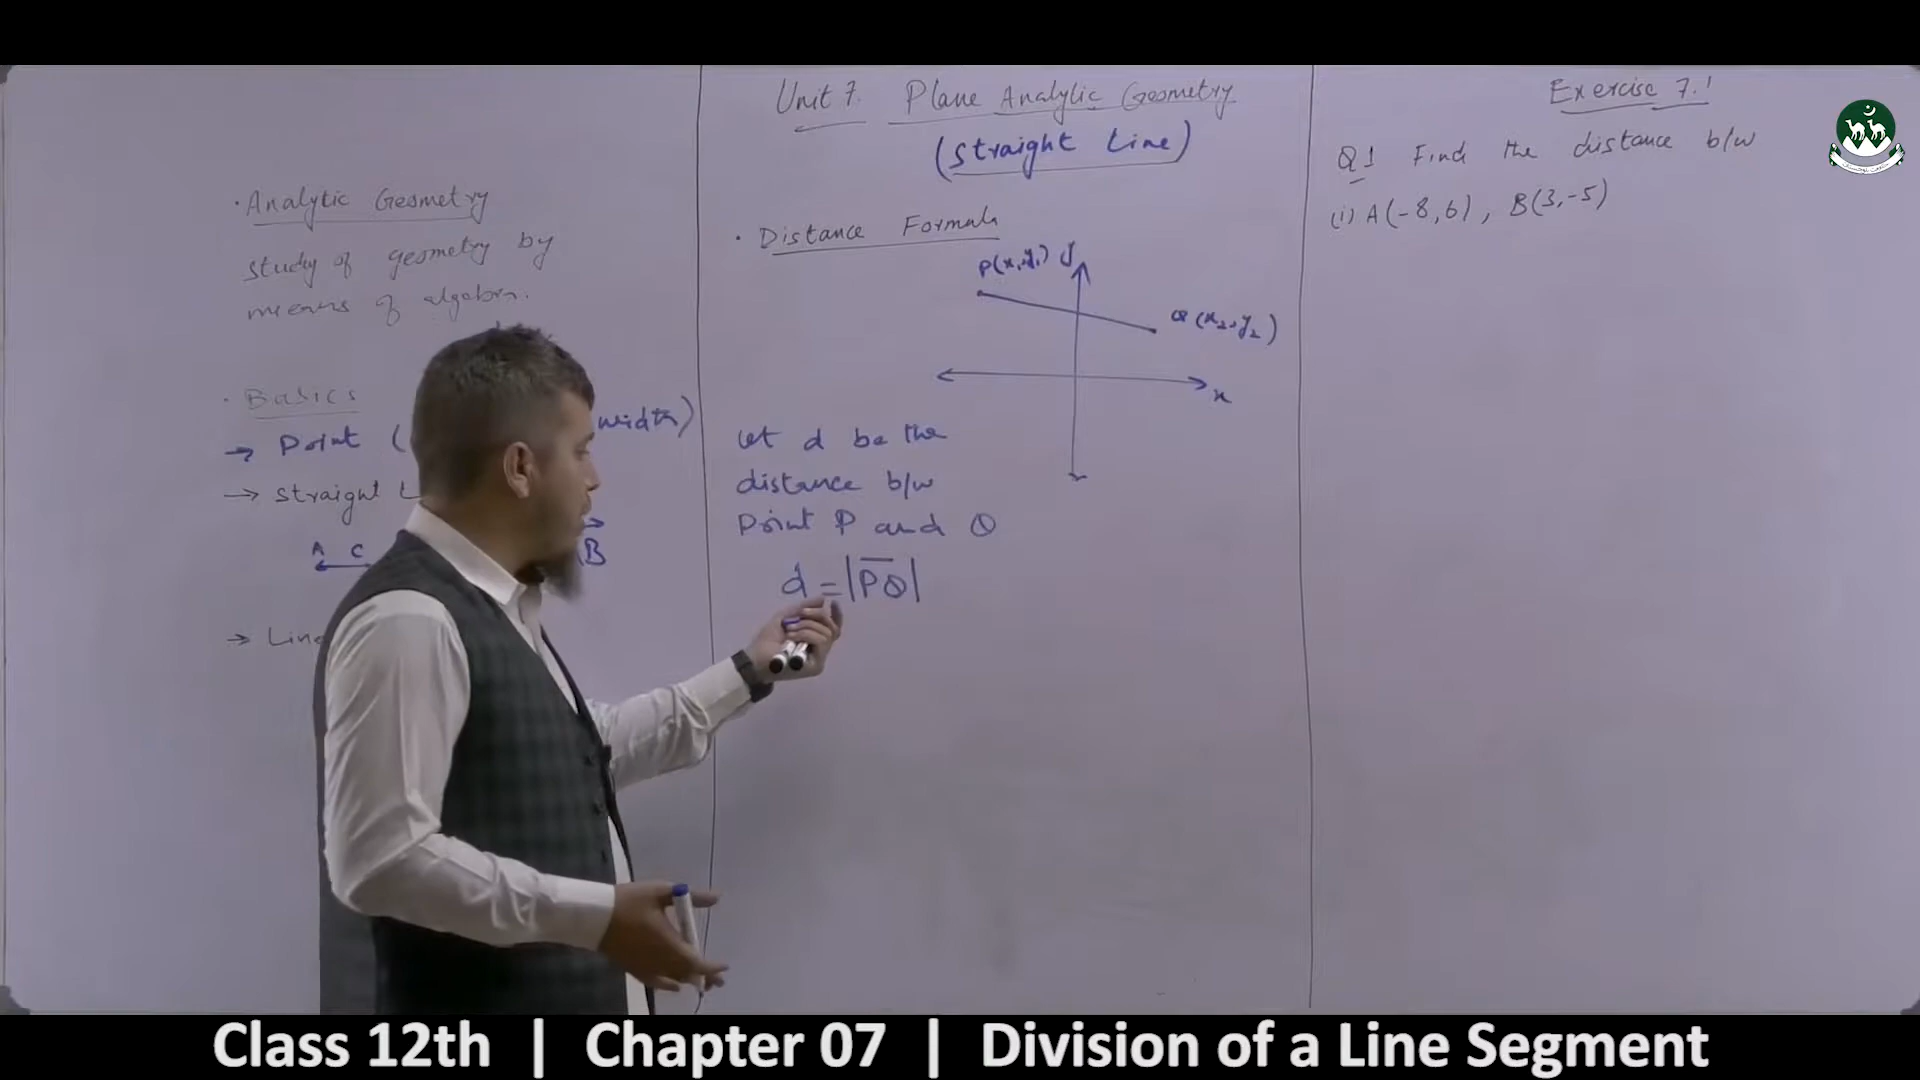 Unit 7. Plane Analytic Geometry
(straight Line)
· Analytic Geometry
study of geometry by
means of algebra.
· Basics
→ Point ( width)
→ straight L
A C B
→ Line
· Distance Formula
P(x₁,y₁) y
Q(x₂,y₂)
x
Let d be the
distance b/w
Point P and Q
d = |P̅Q̅|
Exercise 7.1
Q1 Find the distance b/w
(i) A(-8,6), B(3,-5)
Class 12th | Chapter 07 | Division of a Line Segment